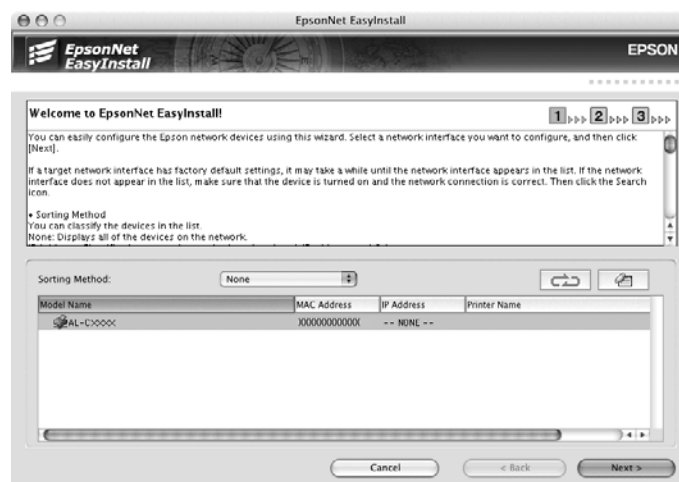 EpsonNet EasyInstall
EpsonNet
EasyInstall
EPSON
Welcome to EpsonNet EasyInstall!
1 2 3
You can easily configure the Epson network devices using this wizard. Select a network interface you want to configure, and then click
[Next].
If a target network interface has factory default settings, it may take a while until the network interface appears in the list. If the network
interface does not appear in the list, make sure that the device is turned on and the network connection is correct. Then click the Search
icon.
• Sorting Method
You can classify the devices in the list.
None: Displays all of the devices on the network.
Sorting Method: None
Model Name MAC Address IP Address Printer Name
AL-CXXXX XXXXXXXXXXXX -- NONE --
Cancel < Back Next >